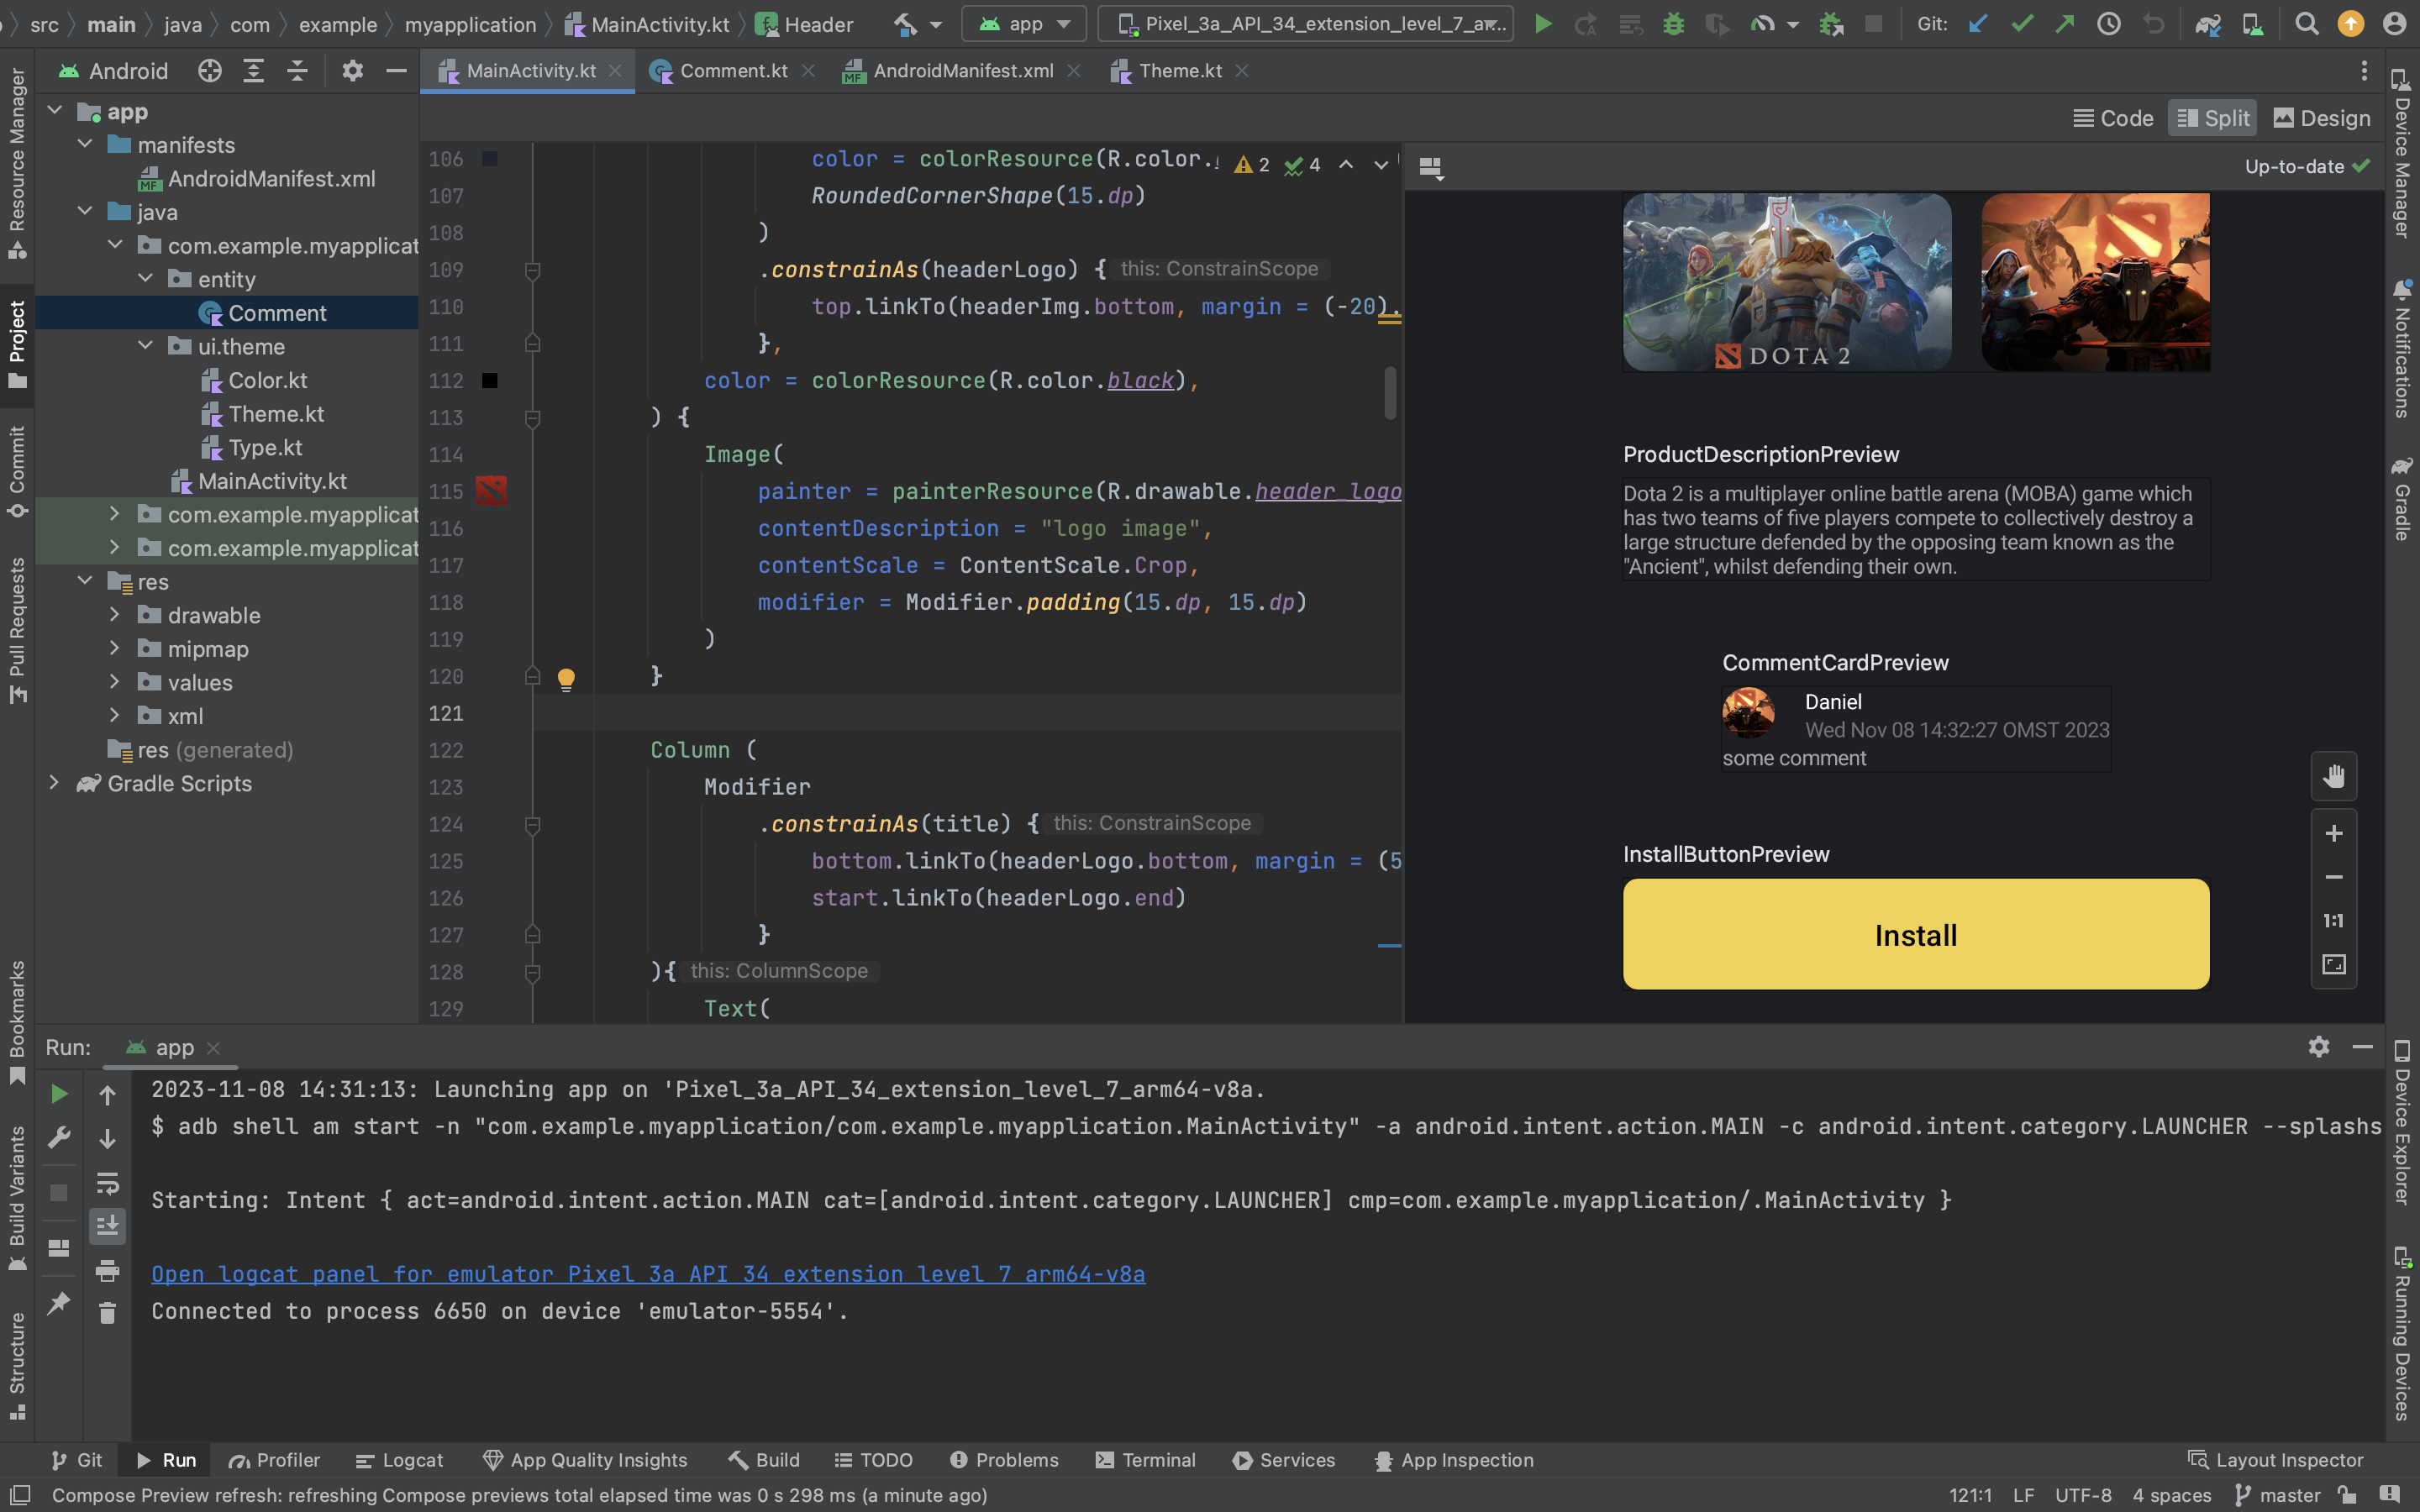 src main java com example myapplication MainActivity.kt Header
app Pixel_3a_API_34_extension_level_7_ar... Git:
Android
MainActivity.kt Comment.kt AndroidManifest.xml Theme.kt
Code Split Design
Up-to-date
Resource Manager
Project
Commit
Pull Requests
Bookmarks
Build Variants
Structure
app
manifests
MF AndroidManifest.xml
java
com.example.myapplicat
entity
Comment
ui.theme
Color.kt
Theme.kt
Type.kt
MainActivity.kt
com.example.myapplicat
com.example.myapplicat
res
drawable
mipmap
values
xml
res (generated)
Gradle Scripts
2 4
106 color = colorResource(R.color.
107 RoundedCornerShape(15.dp)
108 )
109 .constrainAs(headerLogo) { this: ConstrainScope
110 top.linkTo(headerImg.bottom, margin = (-20).
111 },
112 color = colorResource(R.color.black),
113 ) {
114 Image(
115 painter = painterResource(R.drawable.header_logo
116 contentDescription = "logo image",
117 contentScale = ContentScale.Crop,
118 modifier = Modifier.padding(15.dp, 15.dp)
119 )
120 }
121
122 Column (
123 Modifier
124 .constrainAs(title) { this: ConstrainScope
125 bottom.linkTo(headerLogo.bottom, margin = (5
126 start.linkTo(headerLogo.end)
127 }
128 ){ this: ColumnScope
129 Text(
DOTA 2
ProductDescriptionPreview
Dota 2 is a multiplayer online battle arena (MOBA) game which
has two teams of five players compete to collectively destroy a
large structure defended by the opposing team known as the
"Ancient", whilst defending their own.
CommentCardPreview
Daniel
Wed Nov 08 14:32:27 OMST 2023
some comment
InstallButtonPreview
Install
1:1
Device Manager
Notifications
Gradle
Device Explorer
Running Devices
Run: app
2023-11-08 14:31:13: Launching app on 'Pixel_3a_API_34_extension_level_7_arm64-v8a.
$ adb shell am start -n "com.example.myapplication/com.example.myapplication.MainActivity" -a android.intent.action.MAIN -c android.intent.category.LAUNCHER --splashs
Starting: Intent { act=android.intent.action.MAIN cat=[android.intent.category.LAUNCHER] cmp=com.example.myapplication/.MainActivity }
Open logcat panel for emulator Pixel 3a API 34 extension level 7 arm64-v8a
Connected to process 6650 on device 'emulator-5554'.
Git Run Profiler Logcat App Quality Insights Build TODO Problems Terminal Services App Inspection Layout Inspector
Compose Preview refresh: refreshing Compose previews total elapsed time was 0 s 298 ms (a minute ago) 121:1 LF UTF-8 4 spaces master